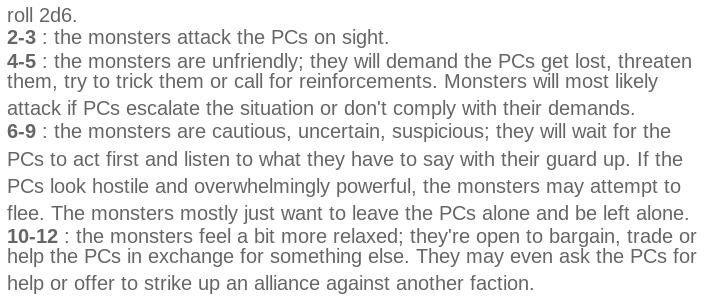 roll 2d6.
2-3 : the monsters attack the PCs on sight.
4-5 : the monsters are unfriendly; they will demand the PCs get lost, threaten
them, try to trick them or call for reinforcements. Monsters will most likely
attack if PCs escalate the situation or don't comply with their demands.
6-9 : the monsters are cautious, uncertain, suspicious; they will wait for the
PCs to act first and listen to what they have to say with their guard up. If the
PCs look hostile and overwhelmingly powerful, the monsters may attempt to
flee. The monsters mostly just want to leave the PCs alone and be left alone.
10-12 : the monsters feel a bit more relaxed; they're open to bargain, trade or
help the PCs in exchange for something else. They may even ask the PCs for
help or offer to strike up an alliance against another faction.